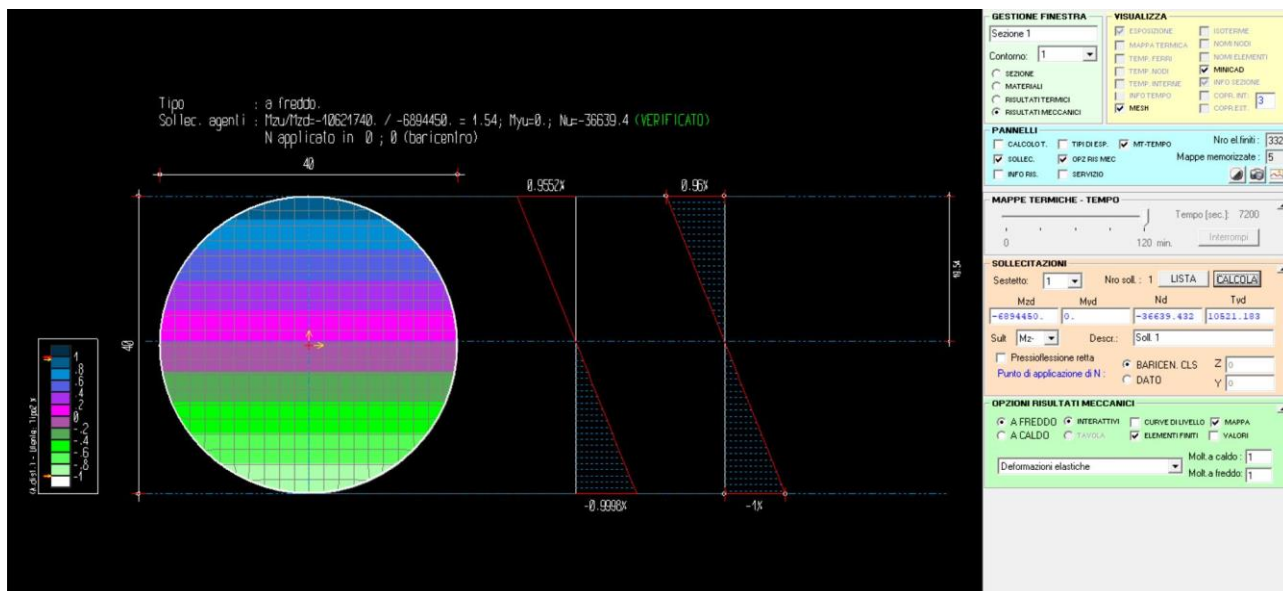 Tipo : a freddo.
Sollec. agenti : Mzu/Mzd=-10621740. / -6894450. = 1.54; Myu=0.; Nu=-36639.4 (VERIFICATO)
N applicato in 0 ; 0 (baricentro)
40
0.9552%
0.96%
19.54
40
-0.9998%
-1%
1
.8
.6
.4
.2
0
-.2
-.4
-.6
-.8
-1
GESTIONE FINESTRA
Sezione 1
Contorno: 1
SEZIONE
MATERIALI
RISULTATI TERMICI
RISULTATI MECCANICI
VISUALIZZA
ESPOSIZIONE
ISOTERME
MAPPA TERMICA
NOMI NODI
TEMP. FERRI
NOMI ELEMENTI
TEMP. NODI
MINICAD
TEMP. INTERNE
INFO SEZIONE
INFO TEMPO
COPR. INT: 3
MESH
COPR.EST.
PANNELLI
CALCOLO T.
TIPI DI ESP.
MT-TEMPO
Nro el.finiti : 332
SOLLEC.
OPZ RIS MEC
Mappe memorizzate : 5
INFO RIS.
SERVIZIO
MAPPE TERMICHE - TEMPO
Tempo [sec.]: 7200
0
120 min.
Interrompi
SOLLECITAZIONI
Sestetto: 1
Nro soll. : 1
LISTA
CALCOLA
Mzd Myd Nd Tyd
-6894450. 0. -36639.432 10521.183
Sult Mz-
Descr.: Soll. 1
Pressioflessione retta
Punto di applicazione di N :
BARICEN. CLS
DATO
Z 0
Y 0
OPZIONI RISULTATI MECCANICI
A FREDDO
INTERATTIVI
CURVE DI LIVELLO
MAPPA
A CALDO
TAVOLA
ELEMENTI FINITI
VALORI
Deformazioni elastiche
Molt.a caldo : 1
Molt.a freddo: 1